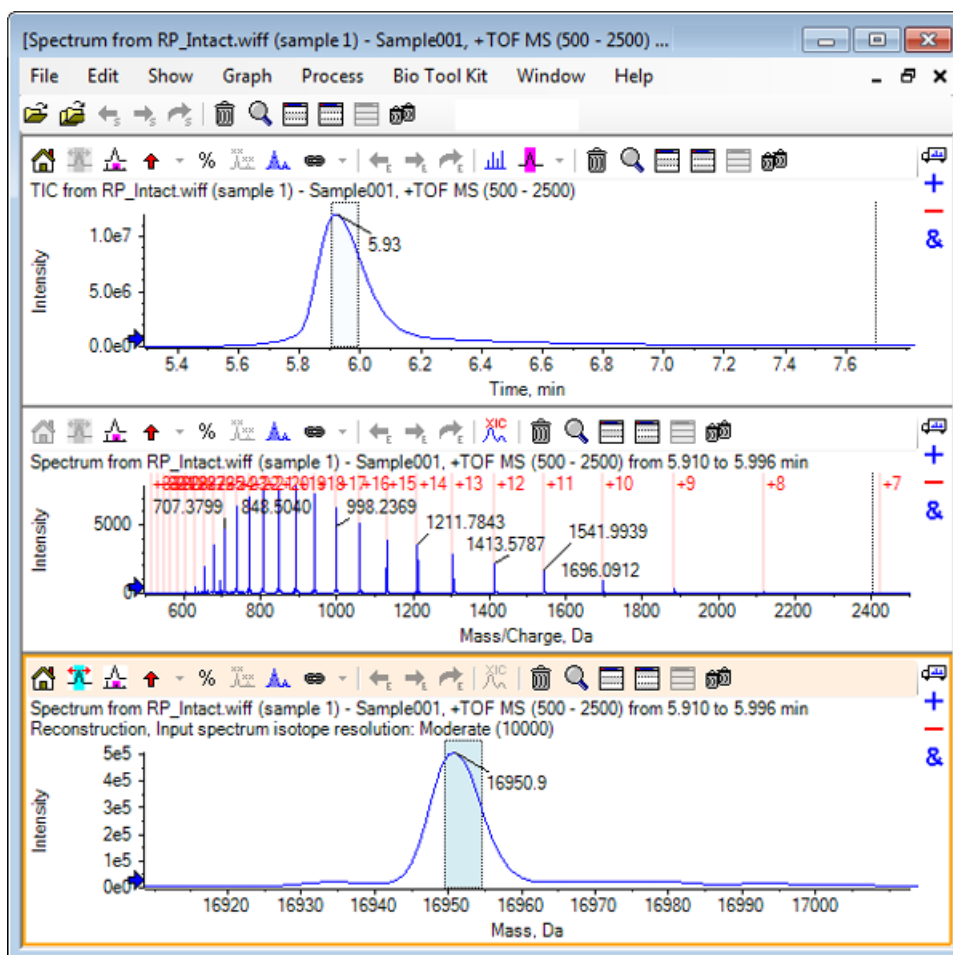 [Spectrum from RP_Intact.wiff (sample 1) - Sample001, +TOF MS (500 - 2500) ...
File Edit Show Graph Process Bio Tool Kit Window Help
TIC from RP_Intact.wiff (sample 1) - Sample001, +TOF MS (500 - 2500)
1.0e7
5.0e6
0.0e0
Intensity
5.93
5.4 5.6 5.8 6.0 6.2 6.4 6.6 6.8 7.0 7.2 7.4 7.6
Time, min
XIC
Spectrum from RP_Intact.wiff (sample 1) - Sample001, +TOF MS (500 - 2500) from 5.910 to 5.996 min
+18 +17 +16 +15 +14 +13 +12 +11 +10 +9 +8 +7
707.3799 848.5040 998.2369 1211.7843 1413.5787 1541.9939 1696.0912
5000
0
Intensity
600 800 1000 1200 1400 1600 1800 2000 2200 2400
Mass/Charge, Da
XIC
Spectrum from RP_Intact.wiff (sample 1) - Sample001, +TOF MS (500 - 2500) from 5.910 to 5.996 min
Reconstruction, Input spectrum isotope resolution: Moderate (10000)
5e5
4e5
3e5
2e5
1e5
0e0
Intensity
16950.9
16920 16930 16940 16950 16960 16970 16980 16990 17000
Mass, Da